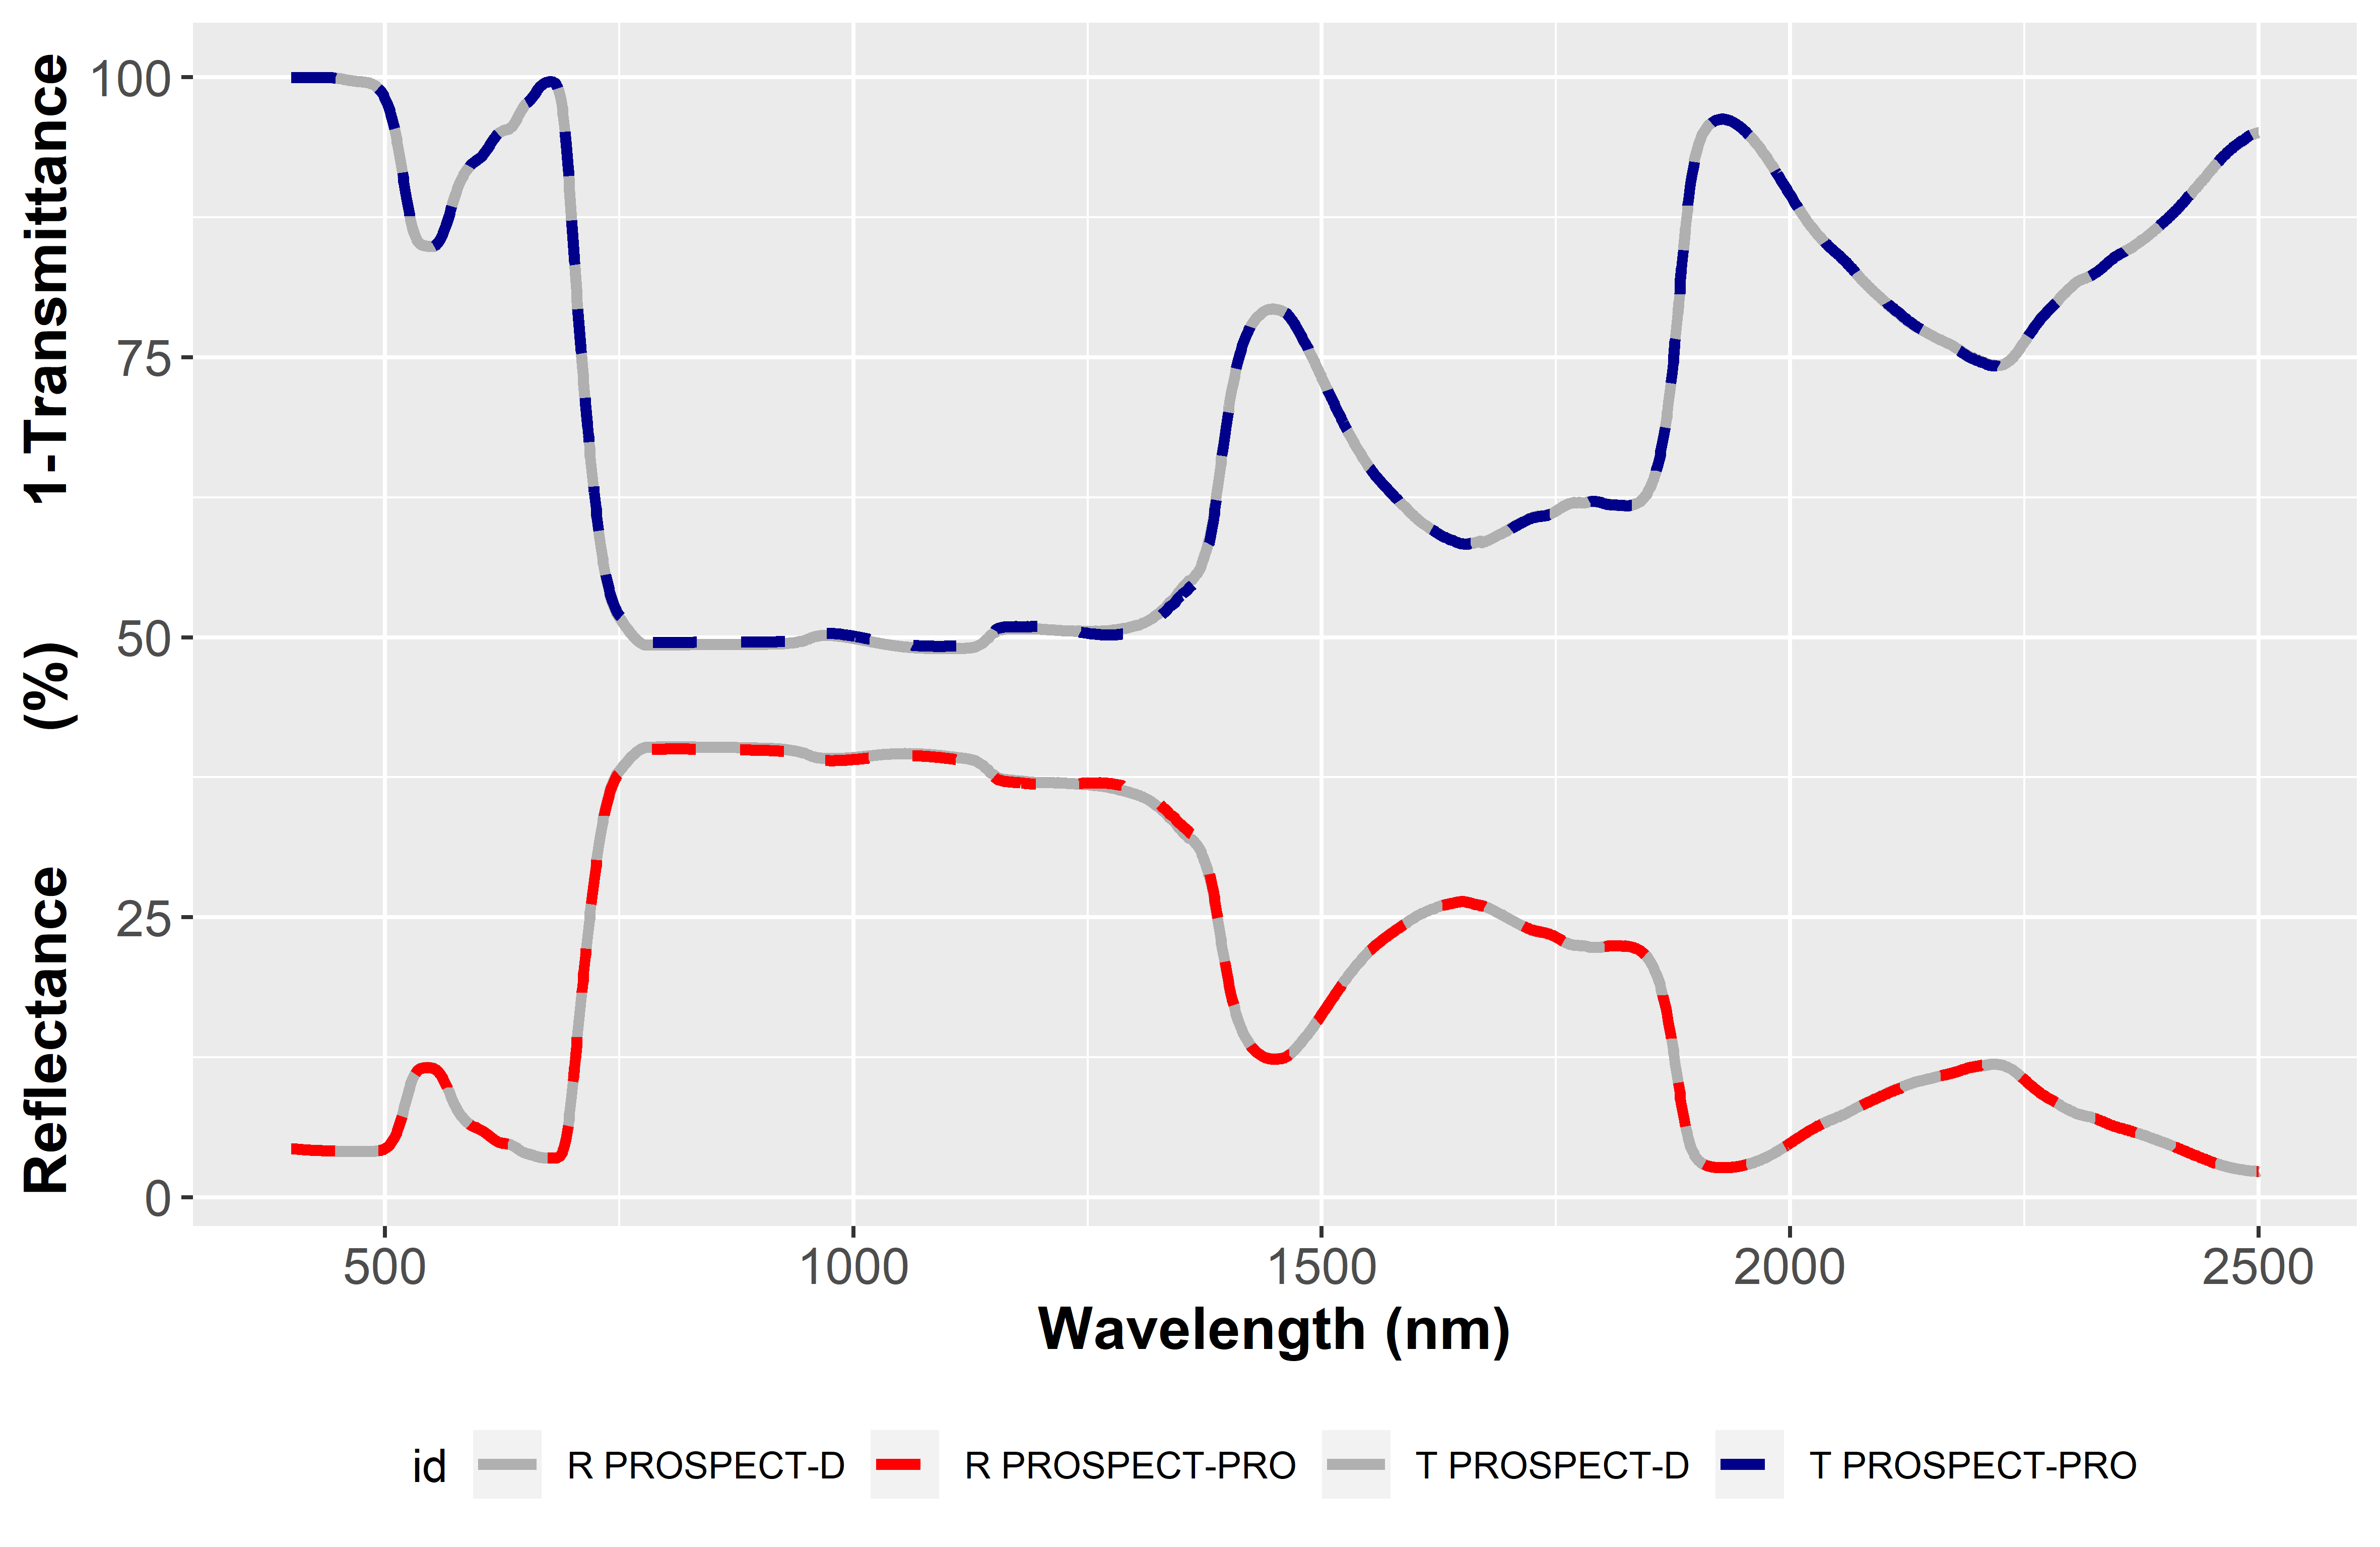 Reflectance (%) 1-Transmittance
100
75
50
25
0
500 1000 1500 2000 2500
Wavelength (nm)
id R PROSPECT-D R PROSPECT-PRO T PROSPECT-D T PROSPECT-PRO